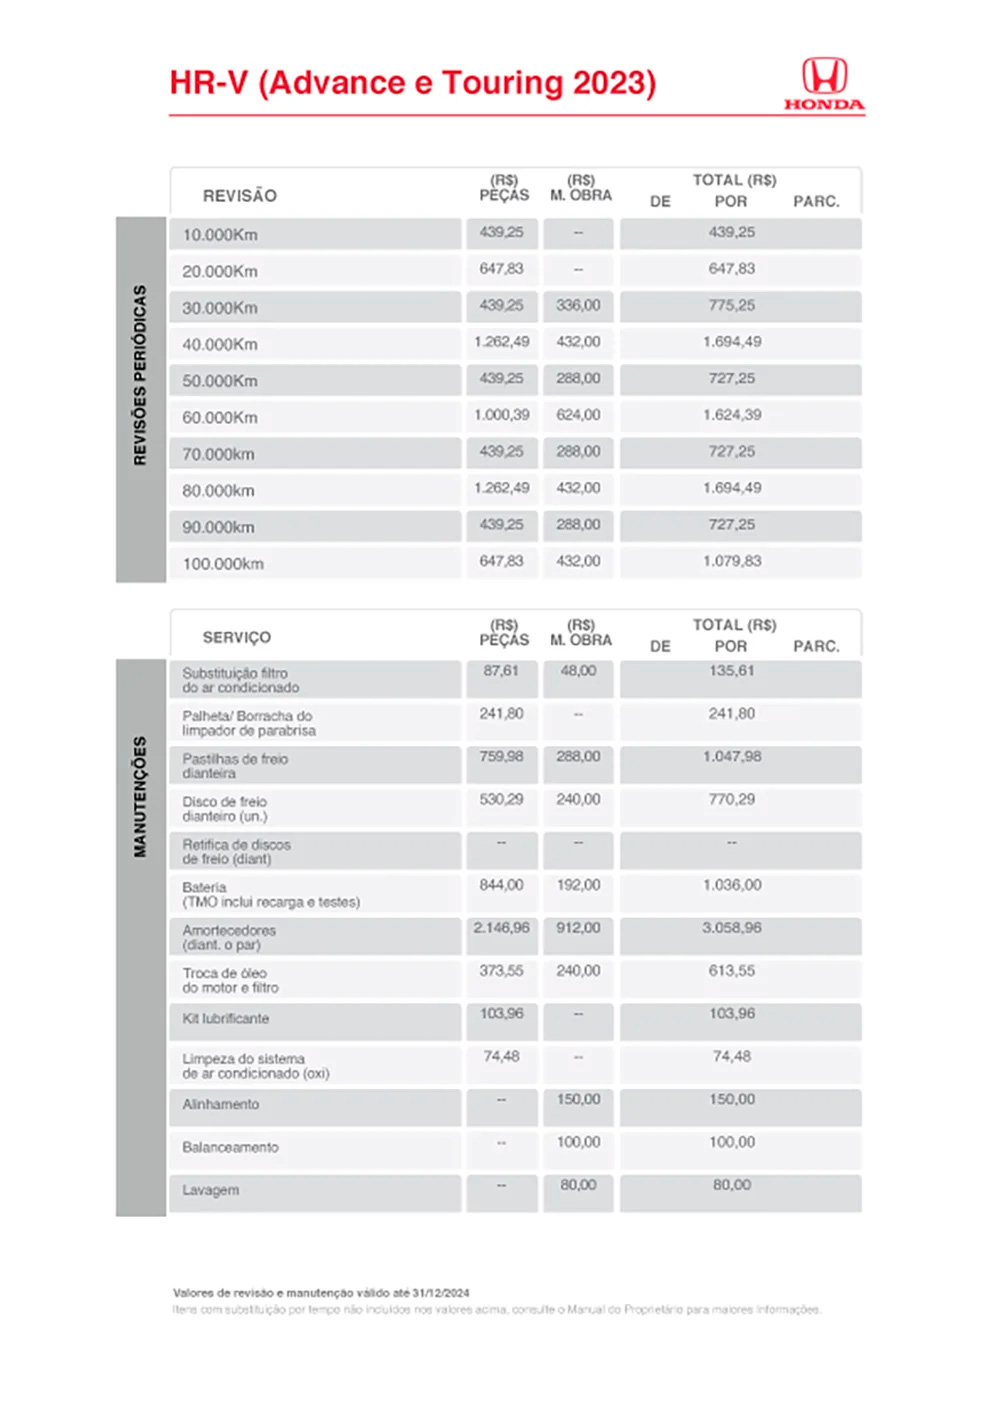 HR-V (Advance e Touring 2023)
HONDA
REVISÃO (R$) PEÇAS (R$) M. OBRA TOTAL (R$) DE POR PARC.
REVISÕES PERIÓDICAS
10.000Km 439,25 -- 439,25
20.000Km 647,83 -- 647,83
30.000Km 439,25 336,00 775,25
40.000Km 1.262,49 432,00 1.694,49
50.000Km 439,25 288,00 727,25
60.000Km 1.000,39 624,00 1.624,39
70.000km 439,25 288,00 727,25
80.000km 1.262,49 432,00 1.694,49
90.000km 439,25 288,00 727,25
100.000km 647,83 432,00 1.079,83
SERVIÇO (R$) PEÇAS (R$) M. OBRA TOTAL (R$) DE POR PARC.
MANUTENÇÕES
Substituição filtro 87,61 48,00 135,61
do ar condicionado
Palheta/ Borracha do 241,80 -- 241,80
limpador de parabrisa
Pastilhas de freio 759,98 288,00 1.047,98
dianteira
Disco de freio 530,29 240,00 770,29
dianteiro (un.)
Retifica de discos -- -- --
de freio (diant)
Bateria 844,00 192,00 1.036,00
(TMO inclui recarga e testes)
Amortecedores 2.146,96 912,00 3.058,96
(diant. o par)
Troca de óleo 373,55 240,00 613,55
do motor e filtro
Kit lubrificante 103,96 -- 103,96
Limpeza do sistema 74,48 -- 74,48
de ar condicionado (oxi)
Alinhamento -- 150,00 150,00
Balanceamento -- 100,00 100,00
Lavagem -- 80,00 80,00
Valores de revisão e manutenção válido até 31/12/2024
Itens com substituição por tempo não incluídos nos valores acima, consulte o Manual do Proprietário para maiores Informações.